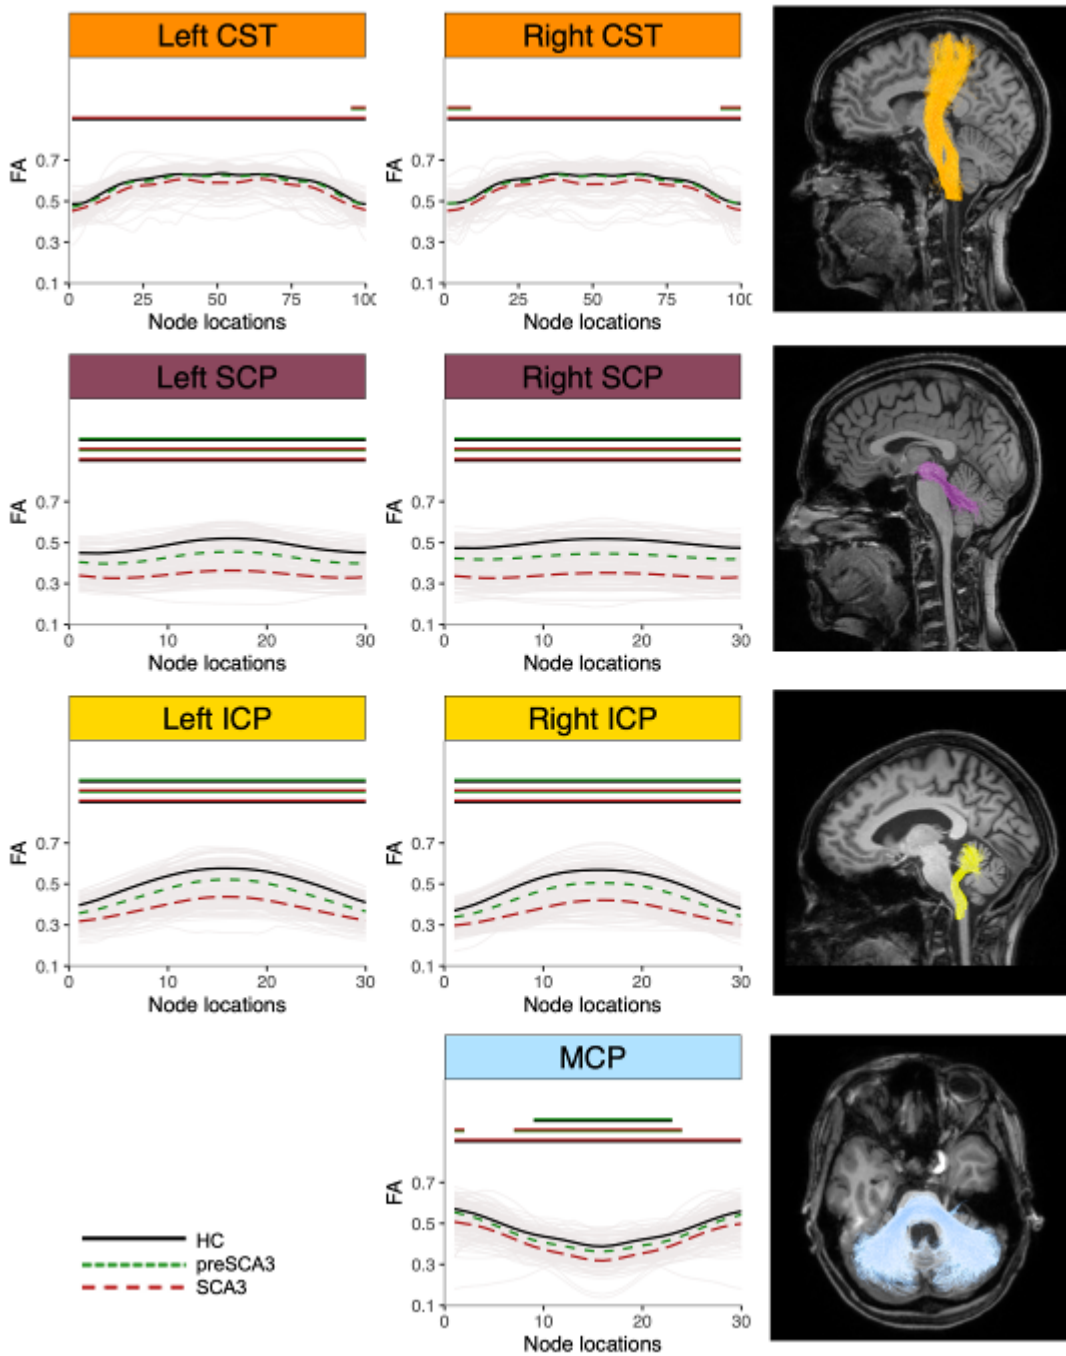 Left CST
Right CST
FA
0.7
0.5
0.3
0.1
0 25 50 75 100
Node locations
FA
0.7
0.5
0.3
0.1
0 25 50 75 100
Node locations
Left SCP
Right SCP
FA
0.7
0.5
0.3
0.1
0 10 20 30
Node locations
FA
0.7
0.5
0.3
0.1
0 10 20 30
Node locations
Left ICP
Right ICP
FA
0.7
0.5
0.3
0.1
0 10 20 30
Node locations
FA
0.7
0.5
0.3
0.1
0 10 20 30
Node locations
MCP
FA
0.7
0.5
0.3
0.1
0 10 20 30
Node locations
HC
preSCA3
SCA3